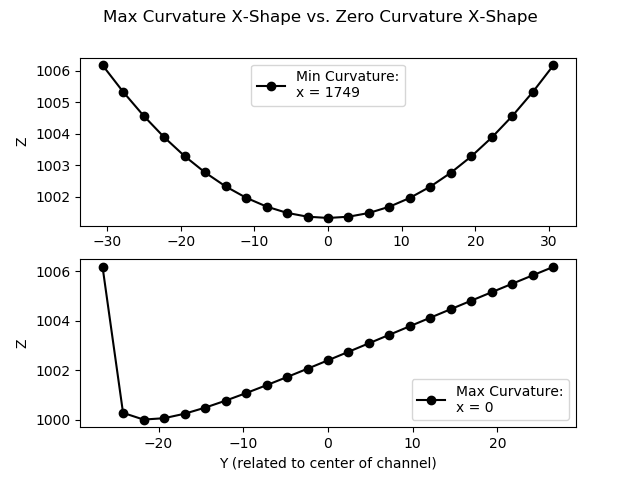 Max Curvature X-Shape vs. Zero Curvature X-Shape
1006
1005
1004
1003
1002
Z
Min Curvature:
x = 1749
−30 −20 −10 0 10 20 30
1006
1004
1002
1000
Z
Max Curvature:
x = 0
−20 −10 0 10 20
Y (related to center of channel)